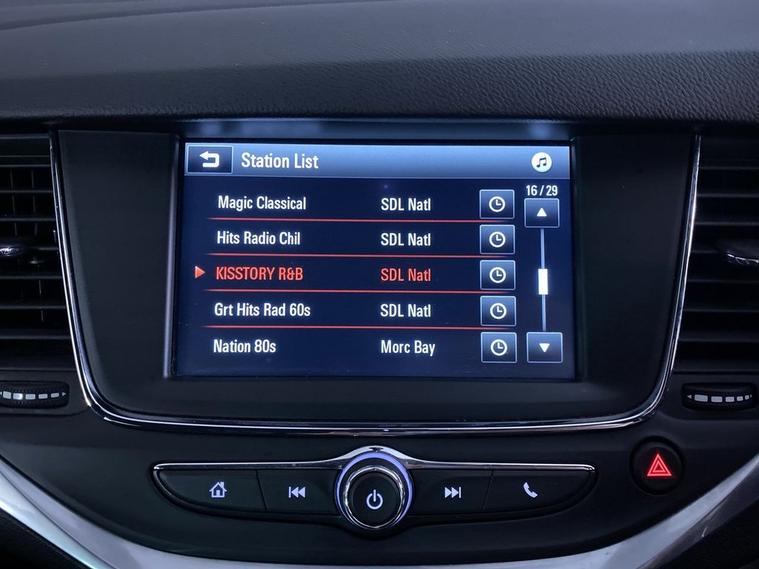 Station List
16 / 29
Magic Classical SDL Natl
Hits Radio Chil SDL Natl
KISSTORY R&B SDL Natl
Grt Hits Rad 60s SDL Natl
Nation 80s Morc Bay